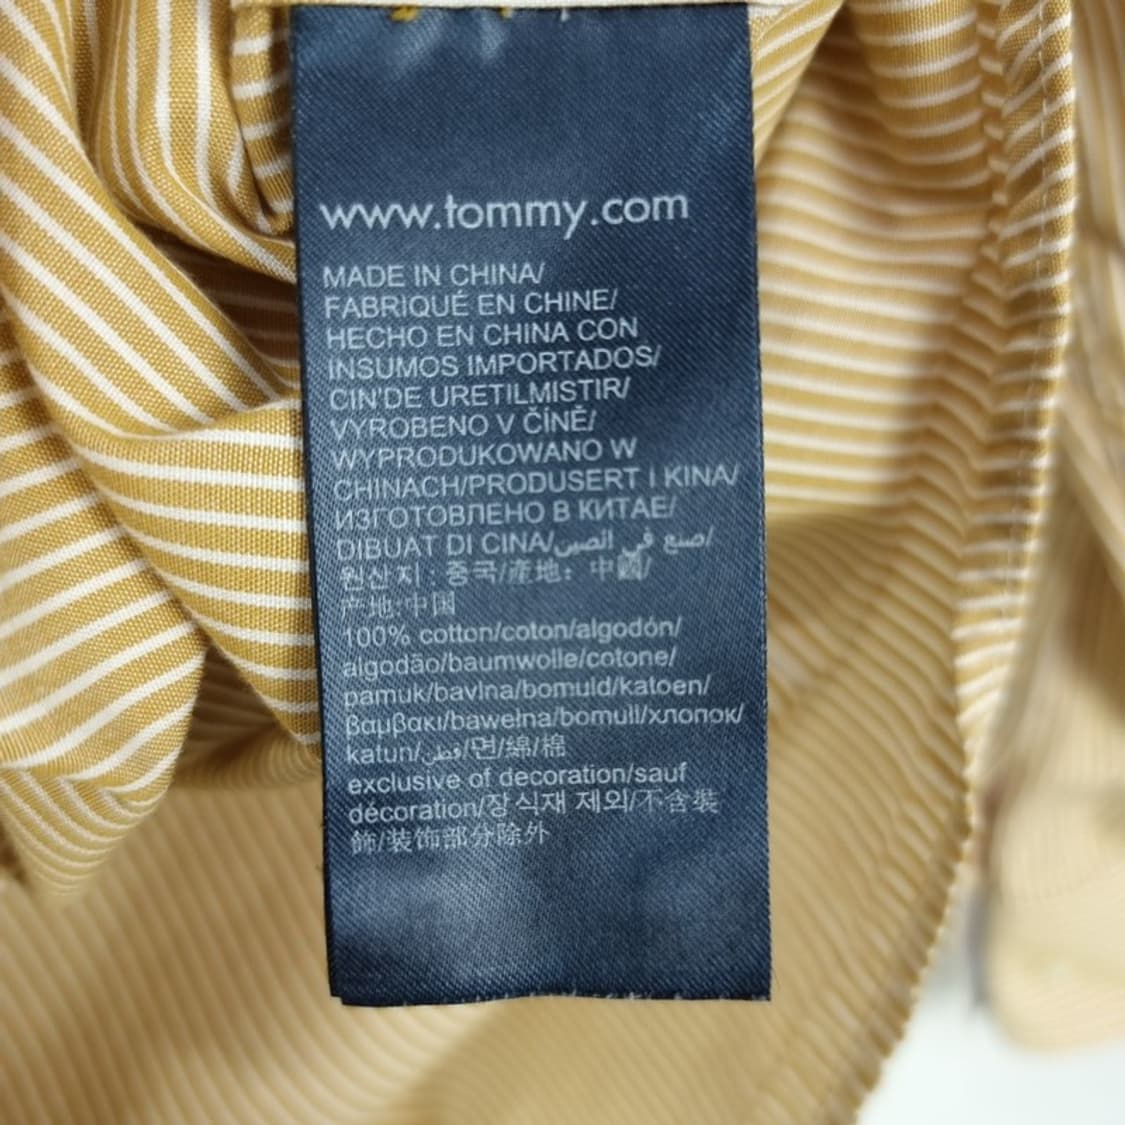 www.tommy.com
MADE IN CHINA/
FABRIQUÉ EN CHINE/
HECHO EN CHINA CON
INSUMOS IMPORTADOS/
CIN'DE URETILMISTIR/
VYROBENO V ČÍNĚ/
WYPRODUKOWANO W
CHINACH/PRODUSERT I KINA/
ИЗГОТОВЛЕНО В КИТАЕ/
DIBUAT DI CINA/صنع في الصين/
원산지 : 중국/產地：中國/
产地:中国
100% cotton/coton/algodón/
algodão/baumwolle/cotone/
pamuk/bavlna/bomuld/katoen/
βαμβακι/bawełna/bomull/хлопок/
katun/قطن/면/綿/棉
exclusive of decoration/sauf
décoration/장식재 제외/不含裝
飾/装饰部分除外